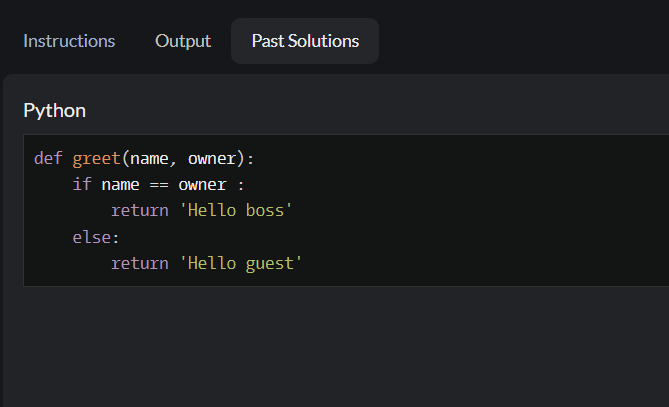 Instructions Output Past Solutions
Python
def greet(name, owner):
    if name == owner :
        return 'Hello boss'
    else:
        return 'Hello guest'